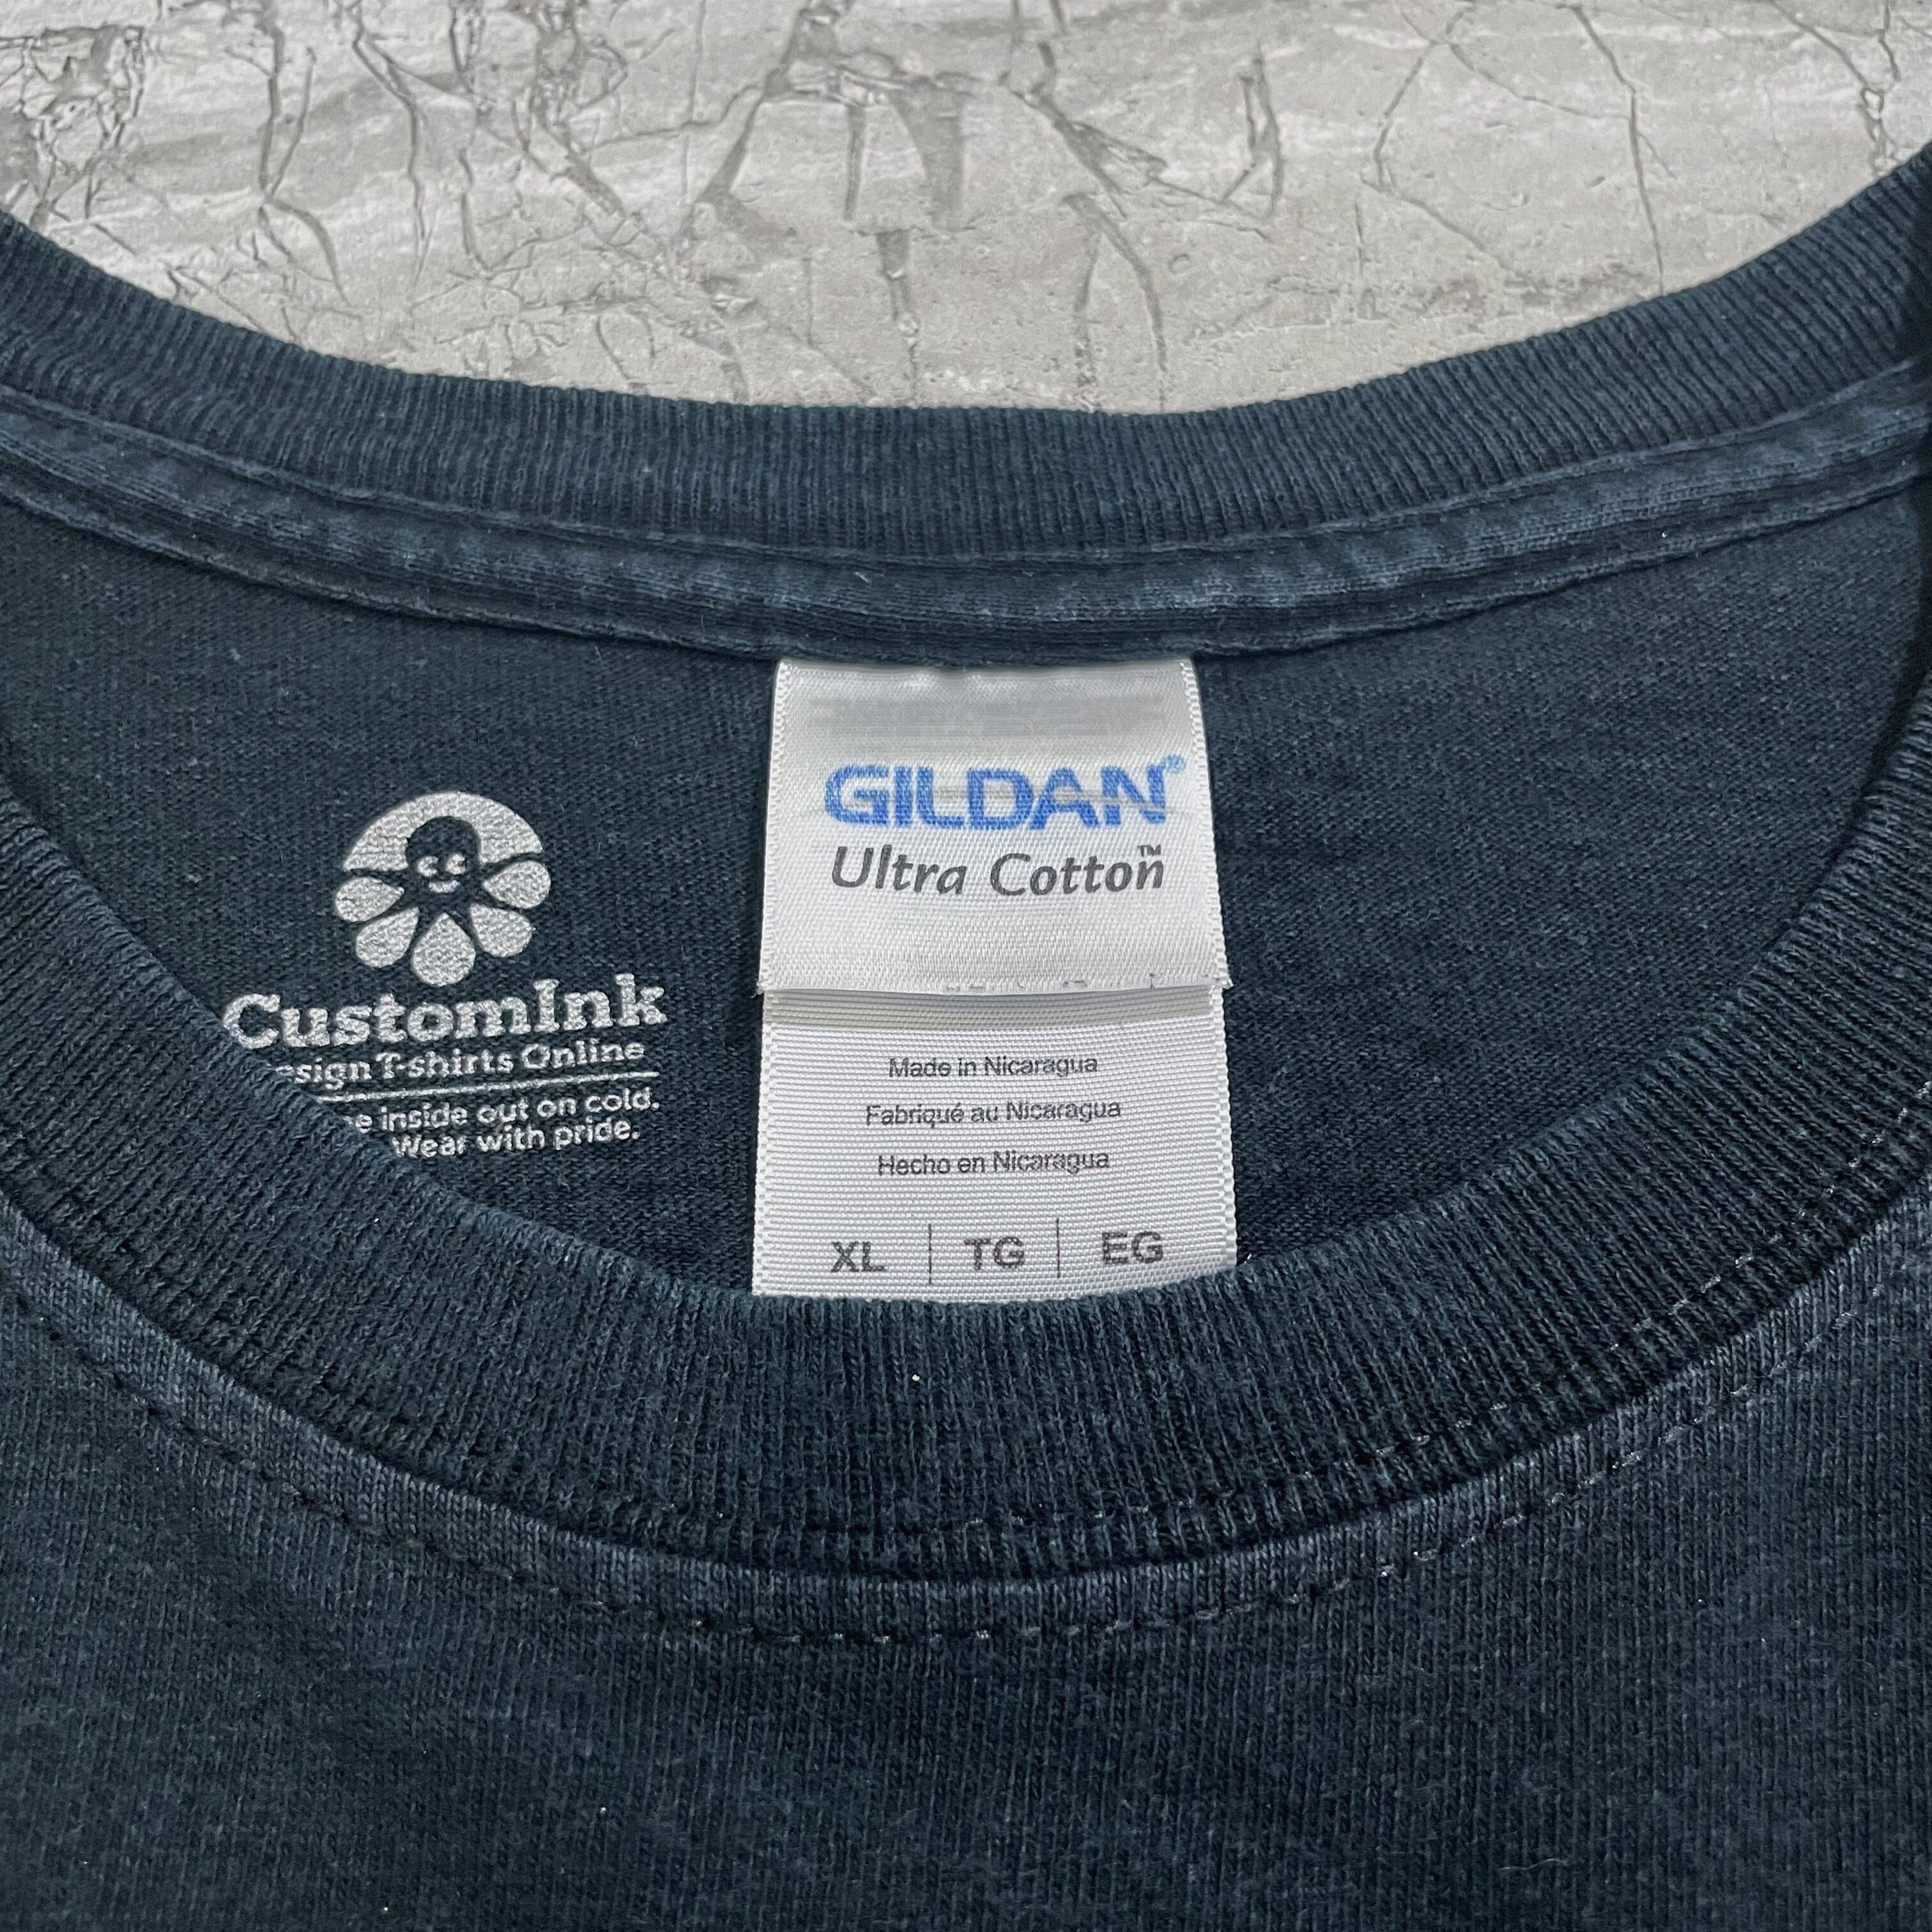 GILDAN®
Ultra Cotton™
Made in Nicaragua
Fabriqué au Nicaragua
Hecho en Nicaragua
XL | TG | EG
CustomInk
T-shirts Online
inside out on cold.
Wear with pride.